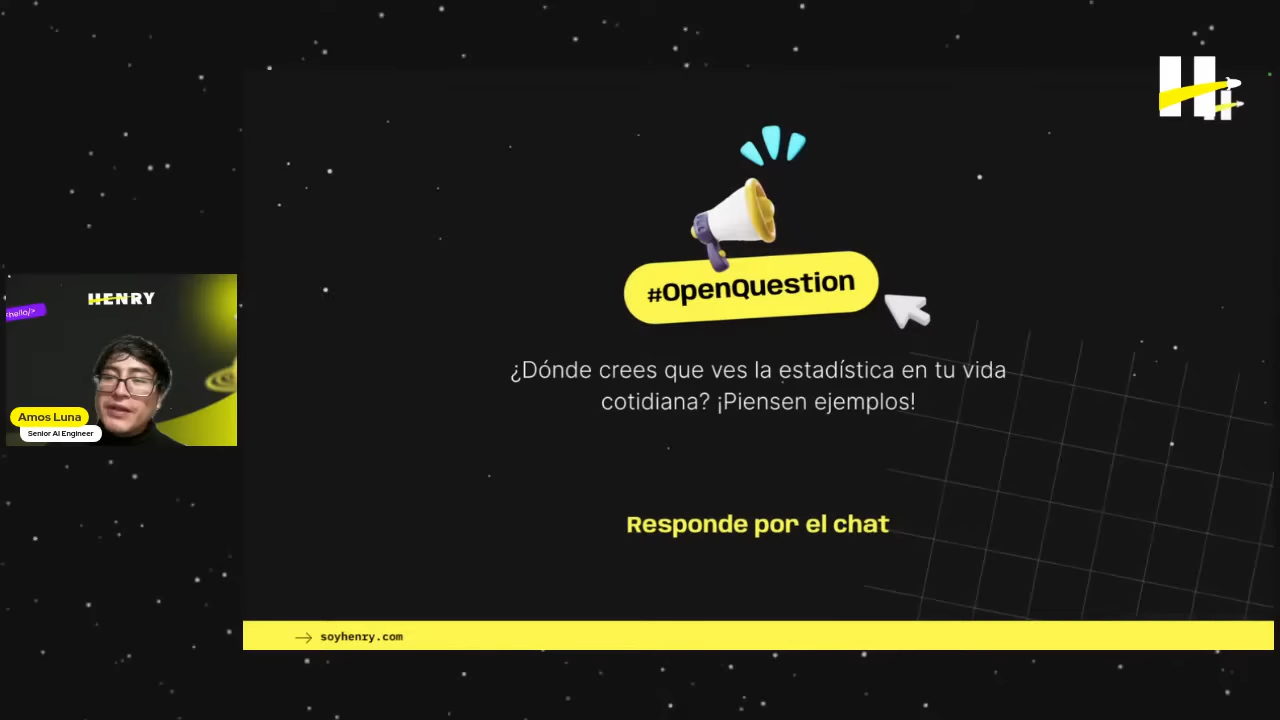 Hi
#OpenQuestion
¿Dónde crees que ves la estadística en tu vida
cotidiana? ¡Piensen ejemplos!
Responde por el chat
soyhenry.com
HENRY
<hello/>
Amos Luna
Senior AI Engineer